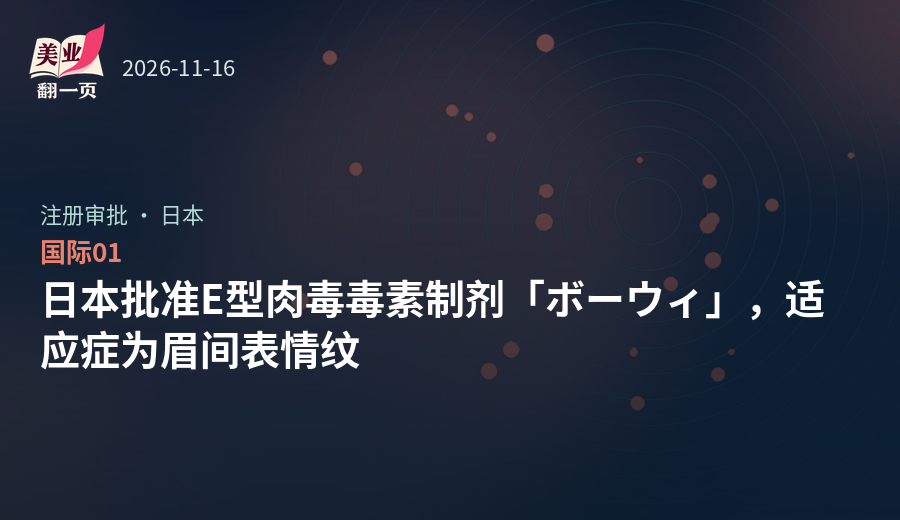 美业
翻一页
2026-11-16
注册审批 · 日本
国际01
日本批准E型肉毒毒素制剂「ボーウィ」，适
应症为眉间表情纹